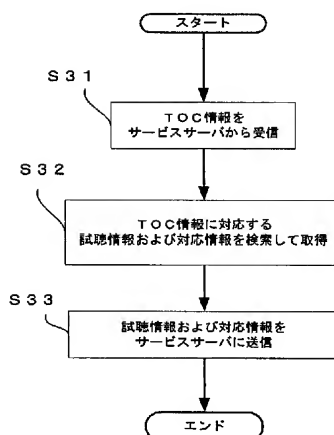 スタート
S31
TOC情報を
サービスサーバから受信
S32
TOC情報に対応する
試聴情報および対応情報を検索して取得
S33
試聴情報および対応情報を
サービスサーバに送信
エンド